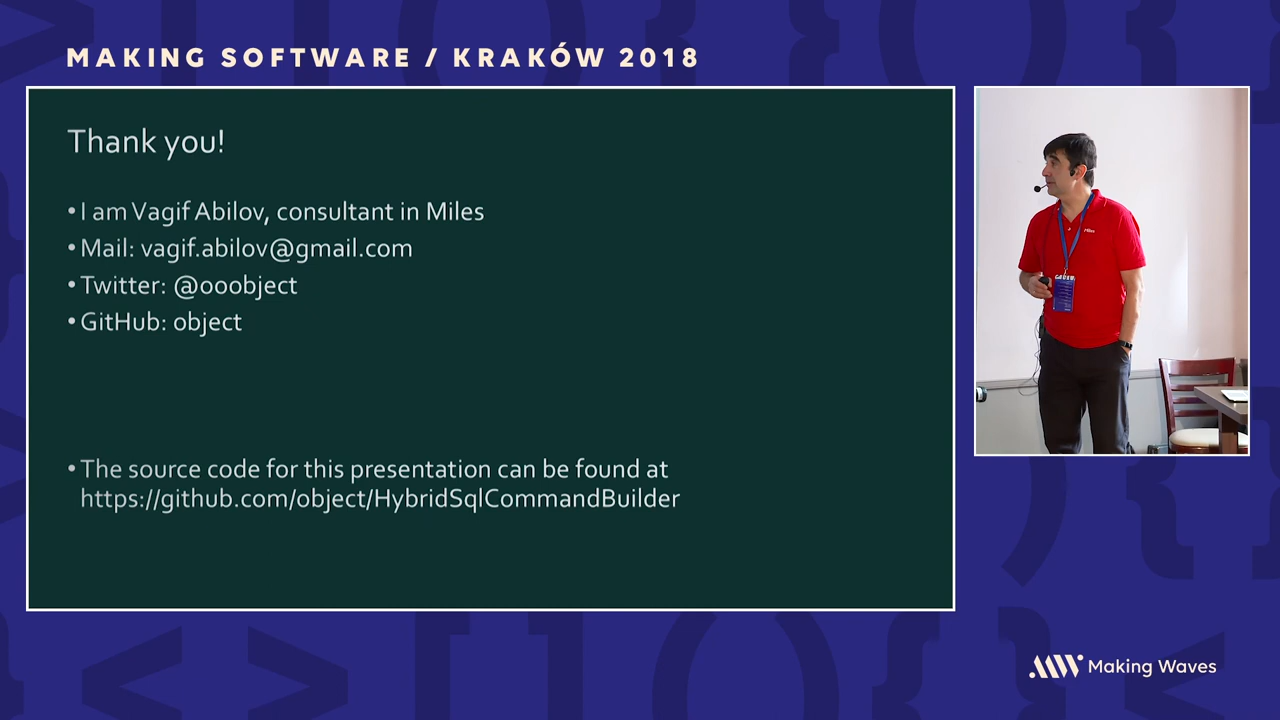 MAKING SOFTWARE / KRAKÓW 2018
Thank you!
• I am Vagif Abilov, consultant in Miles
• Mail: vagif.abilov@gmail.com
• Twitter: @ooobject
• GitHub: object
• The source code for this presentation can be found at
https://github.com/object/HybridSqlCommandBuilder
Miles
Making Waves